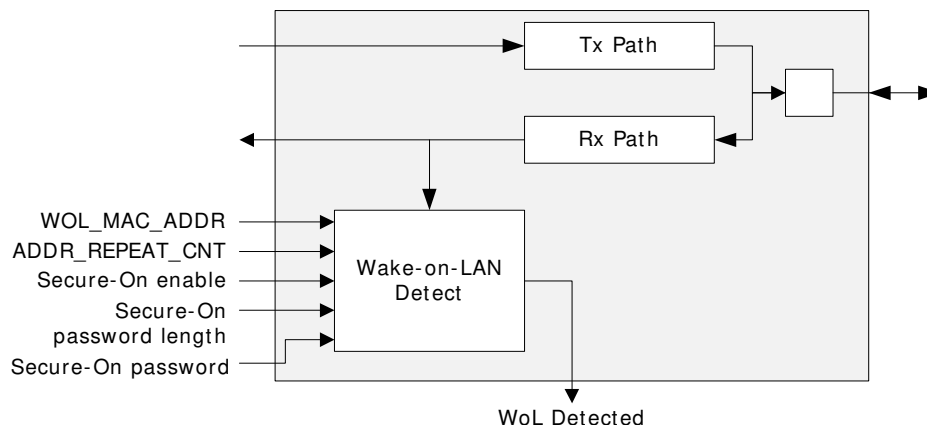 Tx Path
Rx Path
WOL_MAC_ADDR
ADDR_REPEAT_CNT
Secure-On enable
Secure-On
password length
Secure-On password
Wake-on-LAN
Detect
WoL Detected